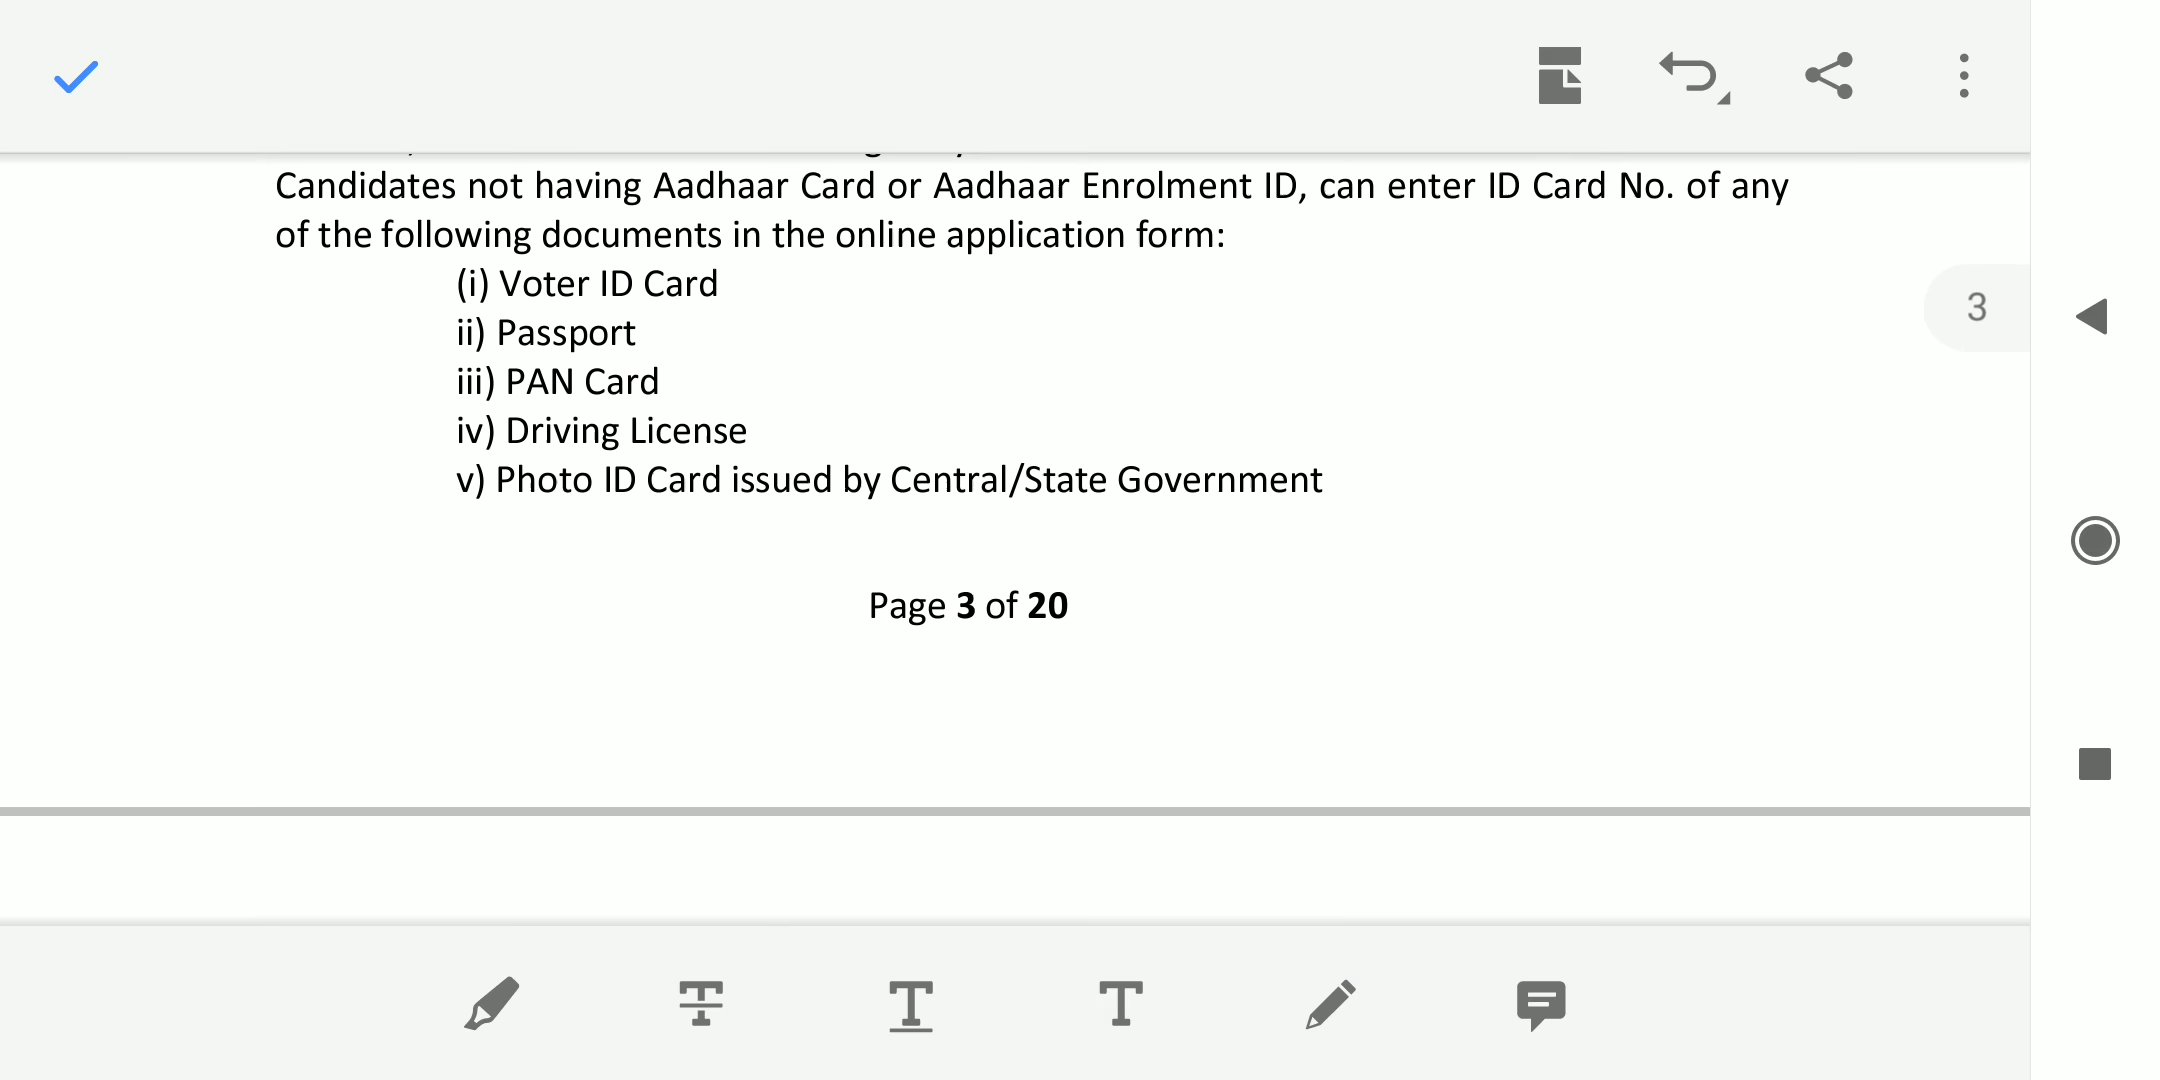 Candidates not having Aadhaar Card or Aadhaar Enrolment ID, can enter ID Card No. of any
of the following documents in the online application form:
(i) Voter ID Card
ii) Passport
iii) PAN Card
iv) Driving License
v) Photo ID Card issued by Central/State Government
3
Page 3 of 20